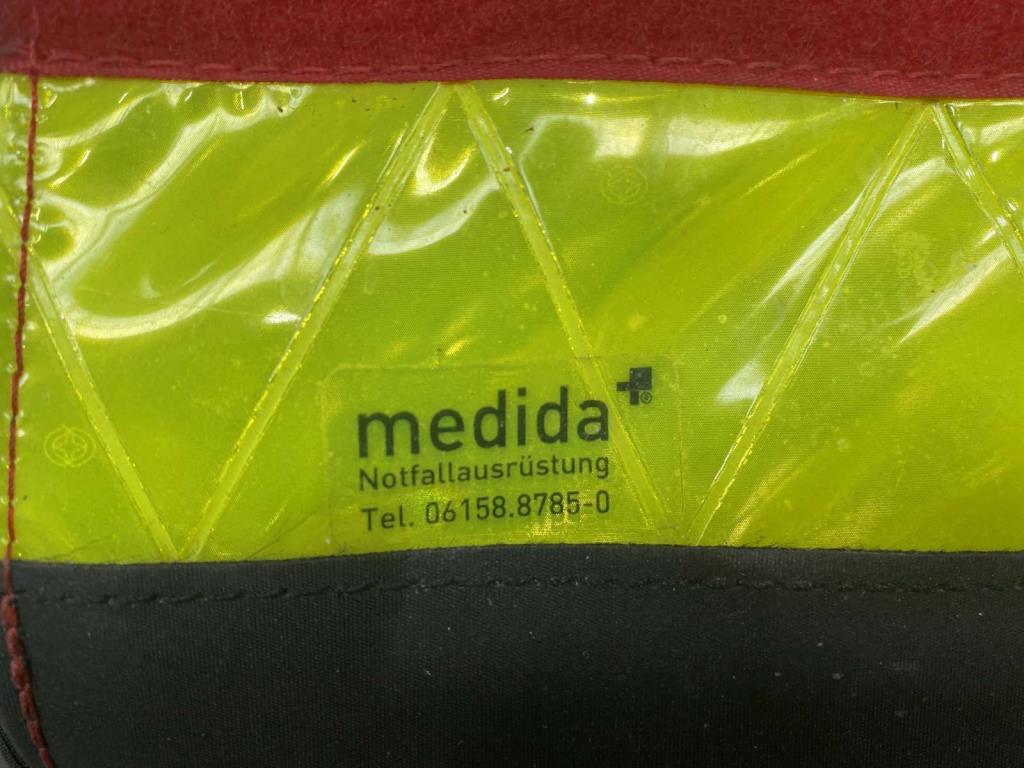 medida
Notfallausrüstung
Tel. 06158.8785-0